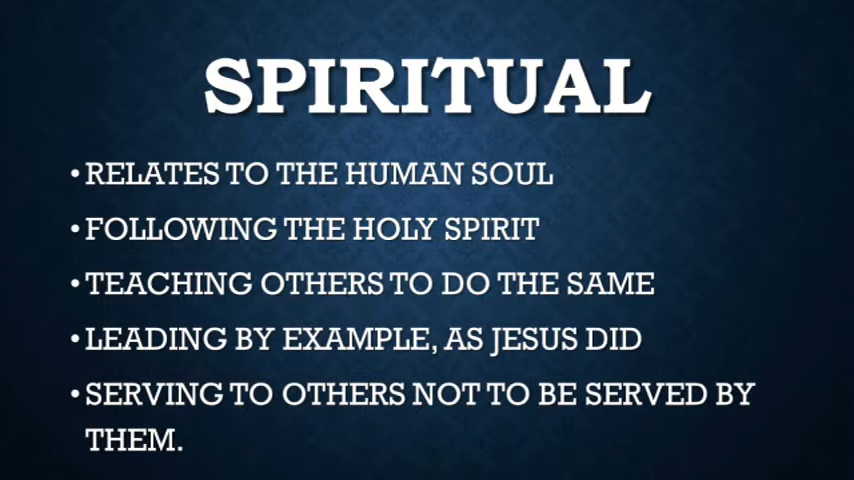 SPIRITUAL
• RELATES TO THE HUMAN SOUL
• FOLLOWING THE HOLY SPIRIT
• TEACHING OTHERS TO DO THE SAME
• LEADING BY EXAMPLE, AS JESUS DID
• SERVING TO OTHERS NOT TO BE SERVED BY
THEM.